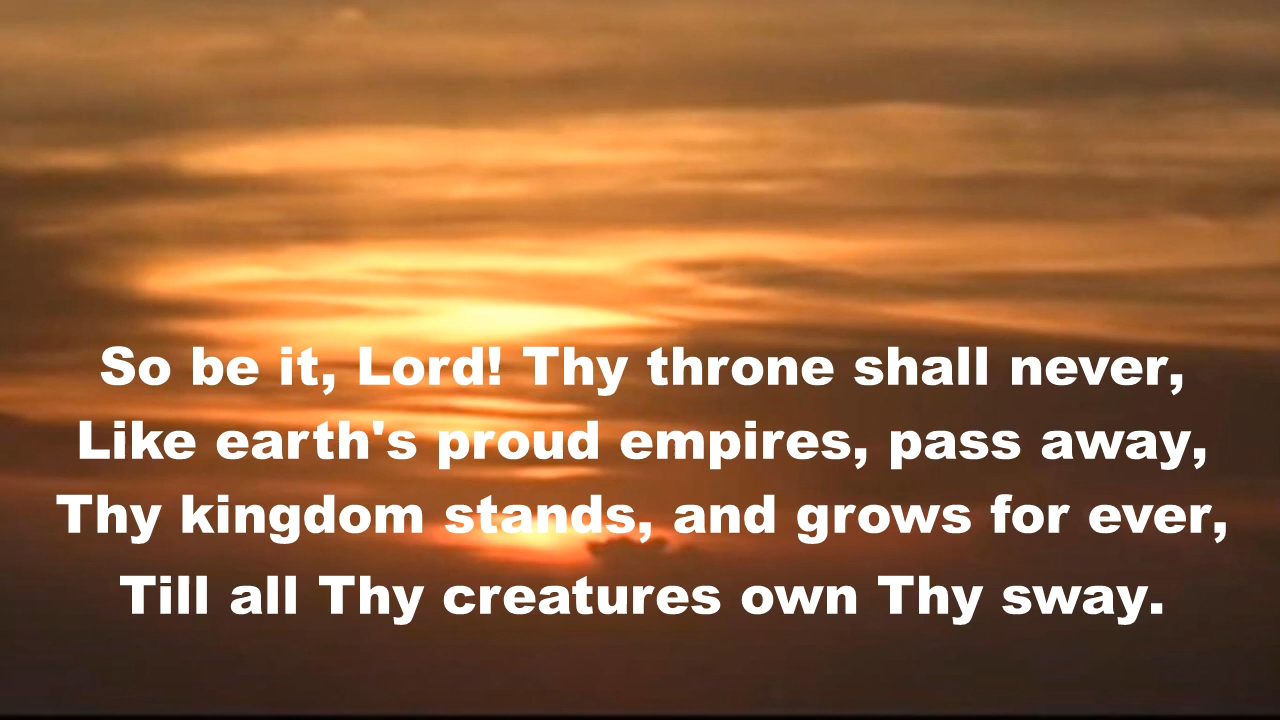 So be it, Lord! Thy throne shall never,
Like earth's proud empires, pass away,
Thy kingdom stands, and grows for ever,
Till all Thy creatures own Thy sway.